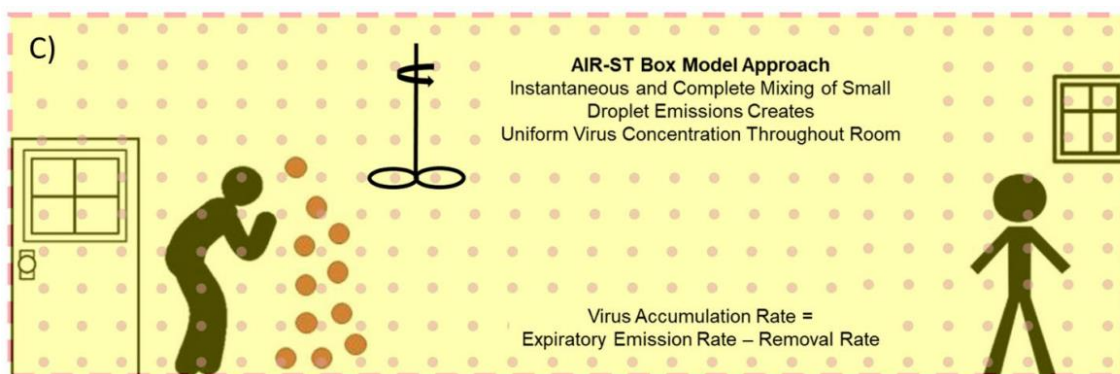 C)
AIR-ST Box Model Approach
Instantaneous and Complete Mixing of Small
Droplet Emissions Creates
Uniform Virus Concentration Throughout Room
Virus Accumulation Rate =
Expiratory Emission Rate – Removal Rate